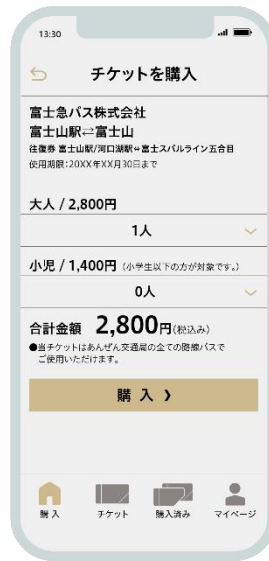 13:30
チケットを購入
富士急バス株式会社
富士山駅⇄富士山
往復券 富士山駅/河口湖駅⇔富士スバルライン五合目
使用期限:20XX年XX月30日まで
大人 / 2,800円
1人
小児 / 1,400円 (小学生以下の方が対象です。)
0人
合計金額 2,800円(税込み)
●当チケットはあんぜん交通局の全ての路線バスで
ご使用いただけます。
購 入 ❯
購 入 チケット 購入済み マイページ